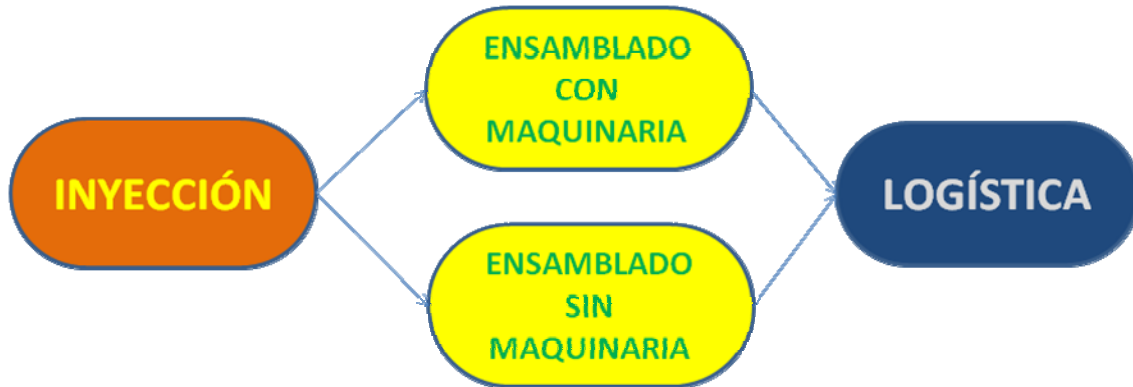 INYECCIÓN
ENSAMBLADO
CON
MAQUINARIA
ENSAMBLADO
SIN
MAQUINARIA
LOGÍSTICA